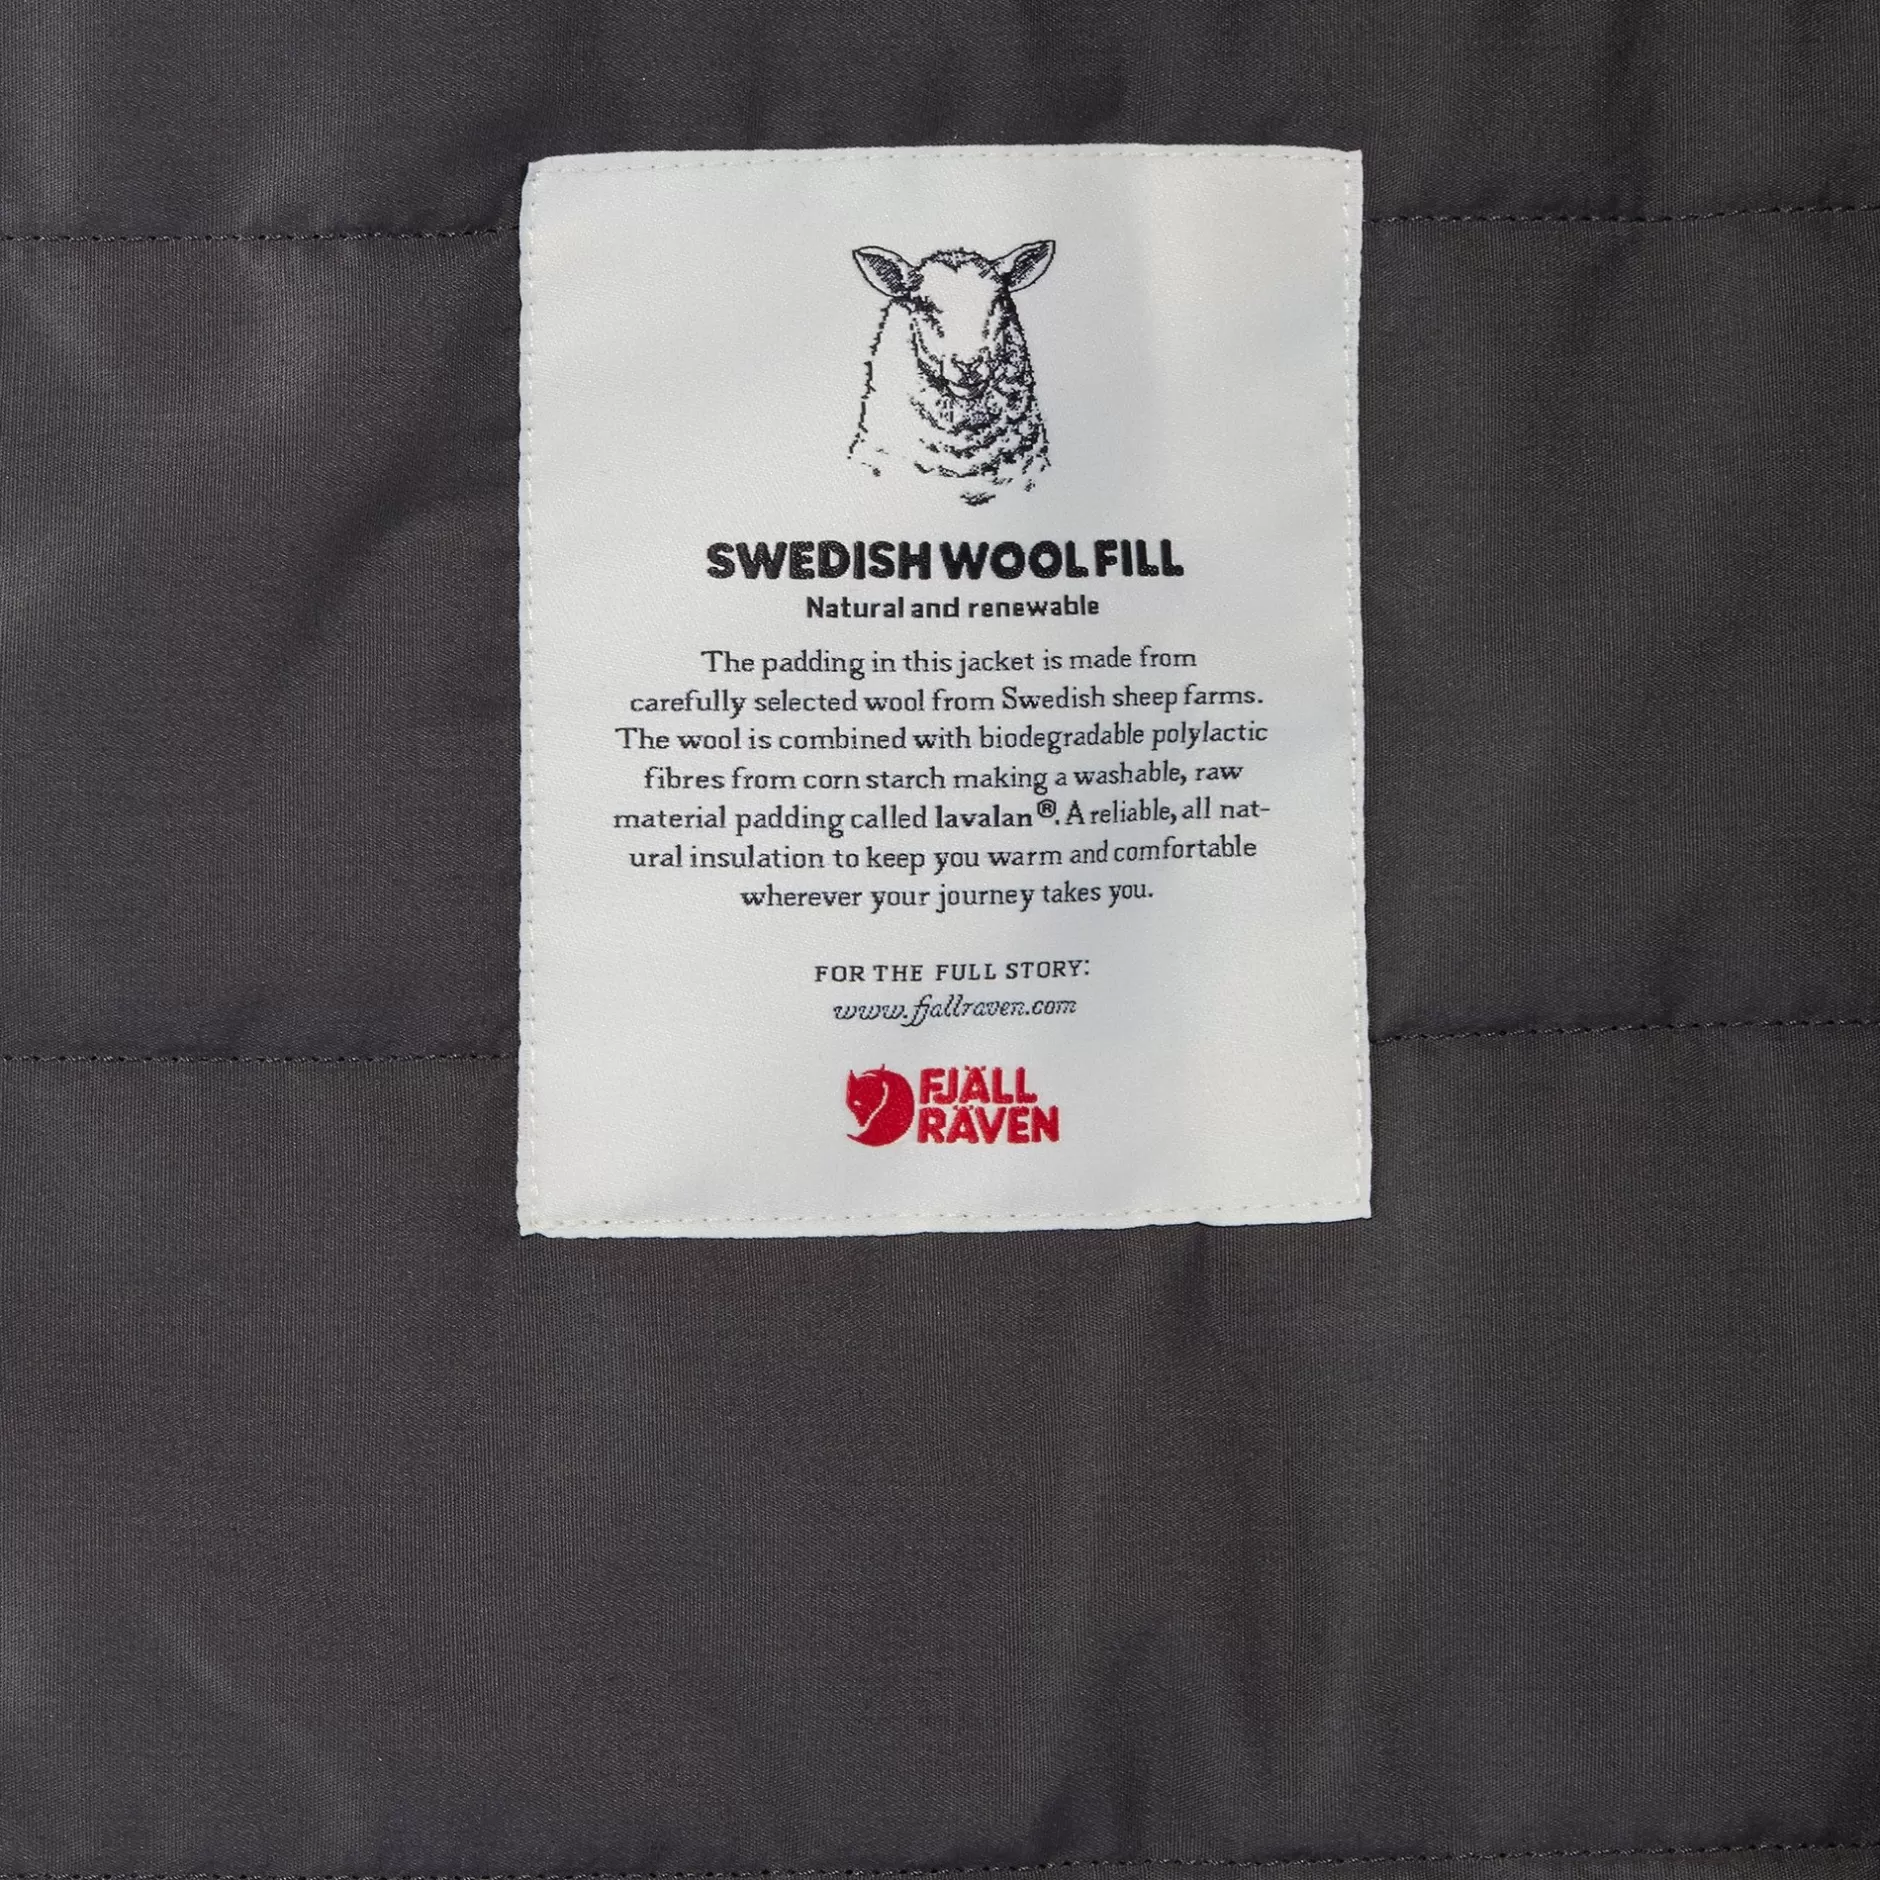 SWEDISH WOOL FILL
Natural and renewable
The padding in this jacket is made from
carefully selected wool from Swedish sheep farms.
The wool is combined with biodegradable polylactic
fibres from corn starch making a washable, raw
material padding called lavalan®. A reliable, all nat-
ural insulation to keep you warm and comfortable
wherever your journey takes you.
FOR THE FULL STORY:
www.fjallraven.com
FJÄLL
RÄVEN